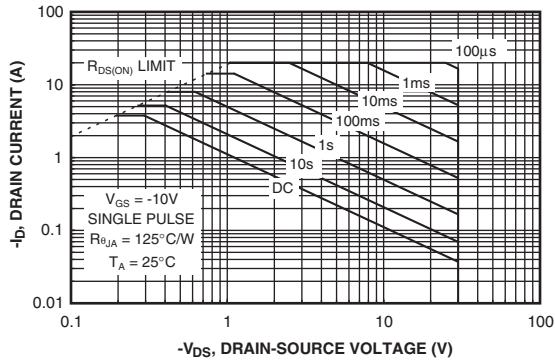 100
10
1
0.1
0.01
0.1
1
10
100
-I_D, DRAIN CURRENT (A)
-V_DS, DRAIN-SOURCE VOLTAGE (V)
R_DS(ON) LIMIT
100µs
1ms
10ms
100ms
1s
10s
DC
V_GS = -10V
SINGLE PULSE
R_θJA = 125°C/W
T_A = 25°C